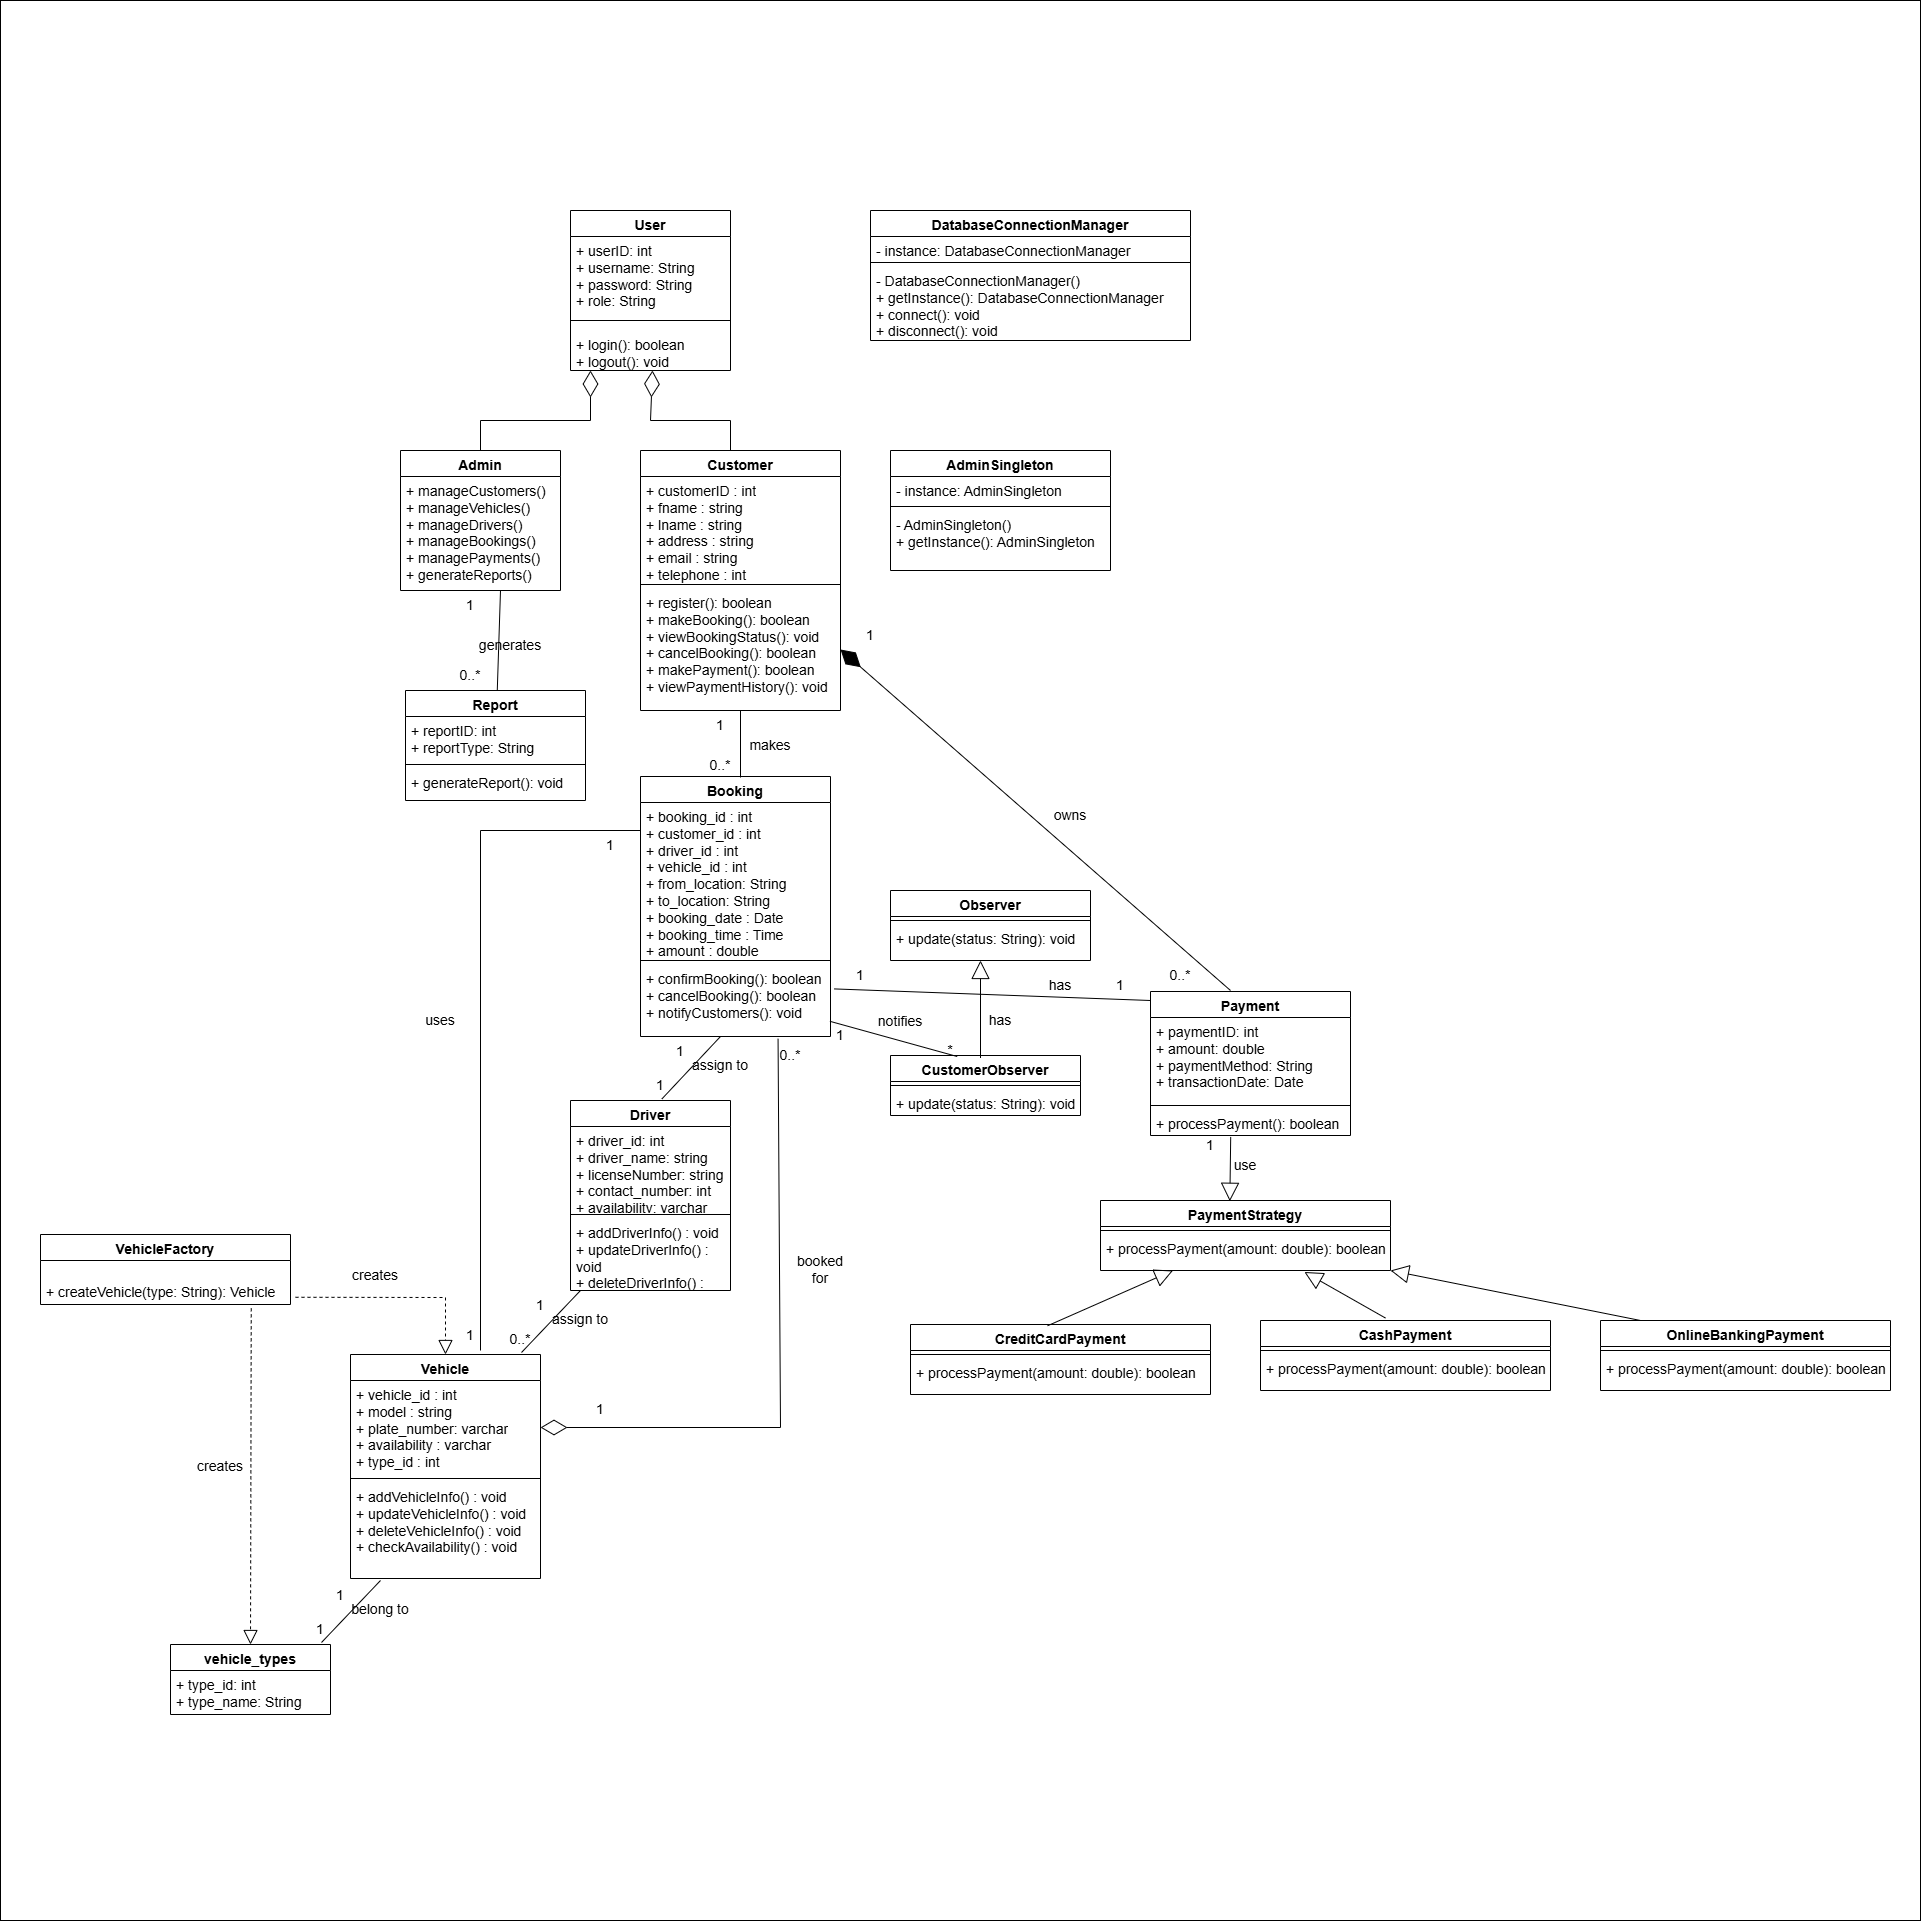 User
+ userID: int
+ username: String
+ password: String
+ role: String
+ login(): boolean
+ logout(): void
DatabaseConnectionManager
- instance: DatabaseConnectionManager
- DatabaseConnectionManager()
+ getInstance(): DatabaseConnectionManager
+ connect(): void
+ disconnect(): void
Admin
+ manageCustomers()
+ manageVehicles()
+ manageDrivers()
+ manageBookings()
+ managePayments()
+ generateReports()
Customer
+ customerID : int
+ fname : string
+ lname : string
+ address : string
+ email : string
+ telephone : int
+ register(): boolean
+ makeBooking(): boolean
+ viewBookingStatus(): void
+ cancelBooking(): boolean
+ makePayment(): boolean
+ viewPaymentHistory(): void
AdminSingleton
- instance: AdminSingleton
- AdminSingleton()
+ getInstance(): AdminSingleton
1
generates
0..*
1
owns
0..*
Report
+ reportID: int
+ reportType: String
+ generateReport(): void
1
makes
0..*
Booking
+ booking_id : int
+ customer_id : int
+ driver_id : int
+ vehicle_id : int
+ from_location: String
+ to_location: String
+ booking_date : Date
+ booking_time : Time
+ amount : double
+ confirmBooking(): boolean
+ cancelBooking(): boolean
+ notifyCustomers(): void
1
uses
1
Observer
+ update(status: String): void
1
has
1
notifies
1
*
has
CustomerObserver
+ update(status: String): void
Payment
+ paymentID: int
+ amount: double
+ paymentMethod: String
+ transactionDate: Date
+ processPayment(): boolean
1
use
PaymentStrategy
+ processPayment(amount: double): boolean
CreditCardPayment
+ processPayment(amount: double): boolean
CashPayment
+ processPayment(amount: double): boolean
OnlineBankingPayment
+ processPayment(amount: double): boolean
1
assign to
1
0..*
booked
for
1
Driver
+ driver_id: int
+ driver_name: string
+ licenseNumber: string
+ contact_number: int
+ availability: varchar
+ addDriverInfo() : void
+ updateDriverInfo() :
void
+ deleteDriverInfo() :
1
assign to
0..*
VehicleFactory
+ createVehicle(type: String): Vehicle
creates
creates
Vehicle
+ vehicle_id : int
+ model : string
+ plate_number: varchar
+ availability : varchar
+ type_id : int
+ addVehicleInfo() : void
+ updateVehicleInfo() : void
+ deleteVehicleInfo() : void
+ checkAvailability() : void
1
belong to
1
vehicle_types
+ type_id: int
+ type_name: String